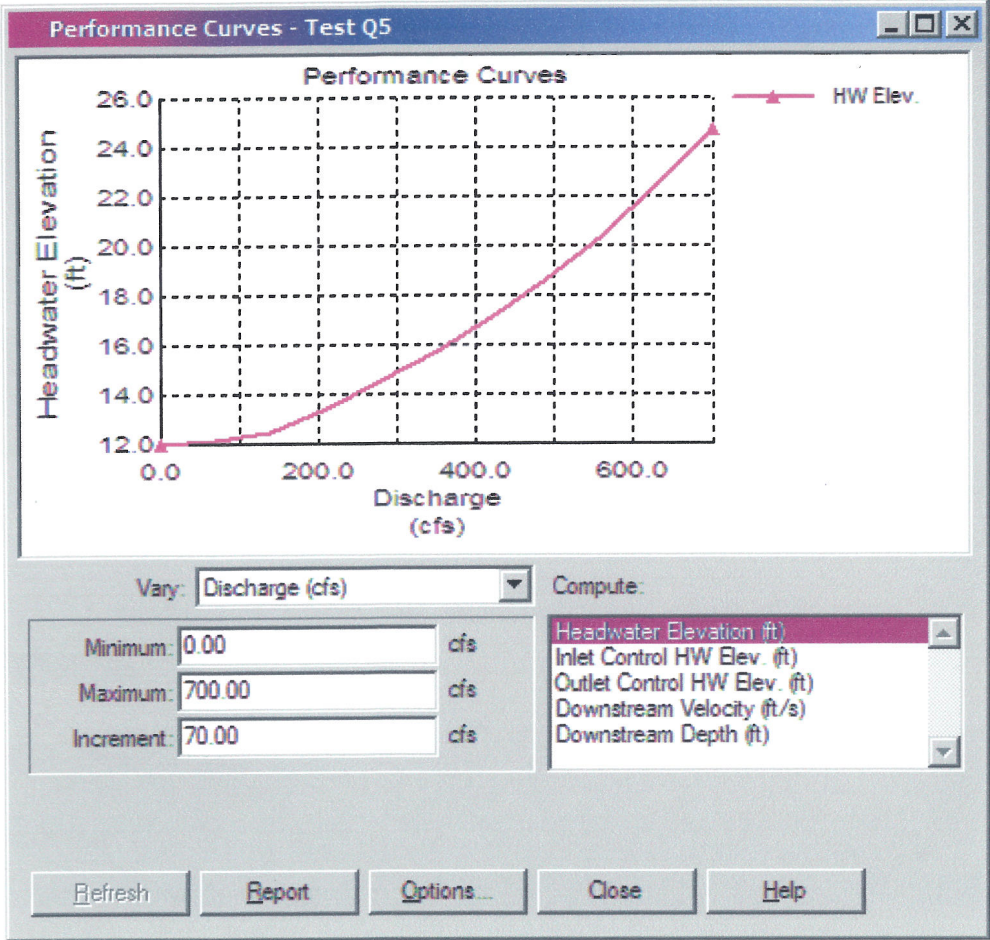 Performance Curves - Test Q5
Performance Curves
HW Elev.
Headwater Elevation
(ft)
26.0
24.0
22.0
20.0
18.0
16.0
14.0
12.0
0.0 200.0 400.0 600.0
Discharge
(cfs)
Vary: Discharge (cfs)
Compute:
Minimum: 0.00 cfs
Maximum: 700.00 cfs
Increment: 70.00 cfs
Headwater Elevation (ft)
Inlet Control HW Elev. (ft)
Outlet Control HW Elev. (ft)
Downstream Velocity (ft/s)
Downstream Depth (ft)
Refresh Report Options... Close Help